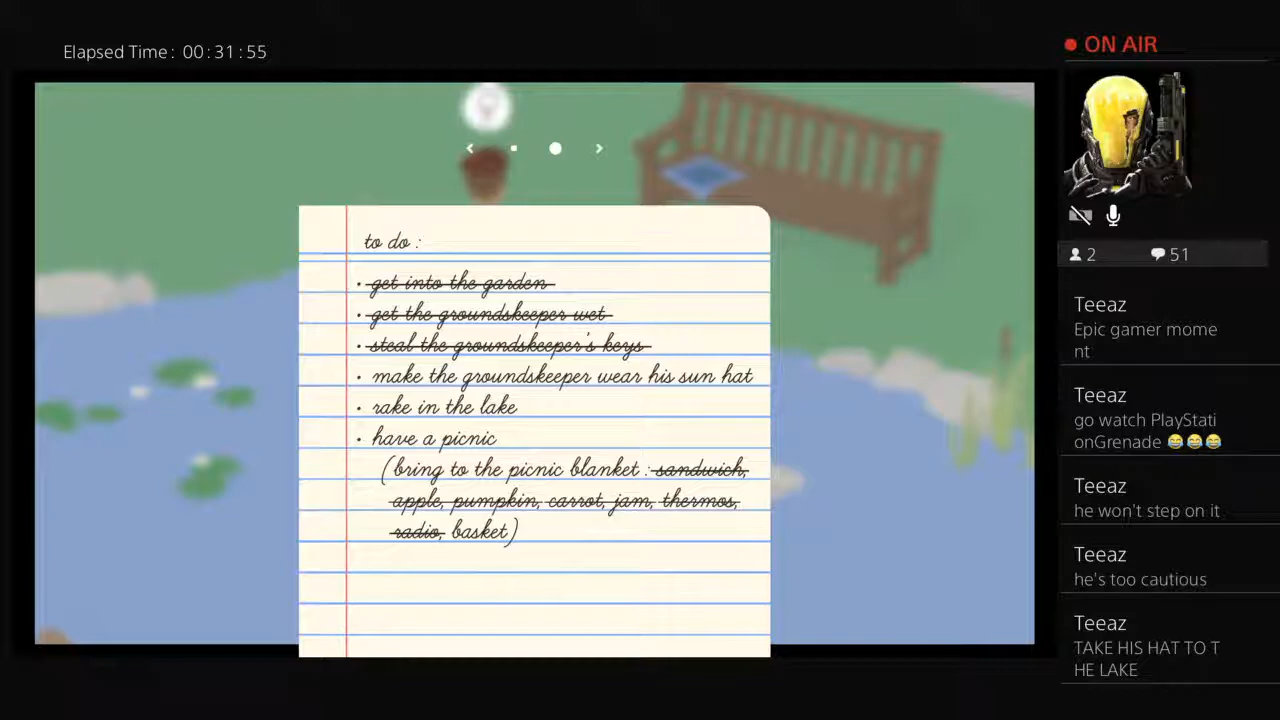 Elapsed Time: 00:31:55
ON AIR
to do :
• get into the garden
• get the groundskeeper wet
• steal the groundskeeper's keys
• make the groundskeeper wear his sun hat
• rake in the lake
• have a picnic
(bring to the picnic blanket : sandwich,
apple, pumpkin, carrot, jam, thermos,
radio, basket)
2
51
Teeaz
Epic gamer mome
nt
Teeaz
go watch PlayStati
onGrenade 😂😂😂
Teeaz
he won't step on it
Teeaz
he's too cautious
Teeaz
TAKE HIS HAT TO T
HE LAKE